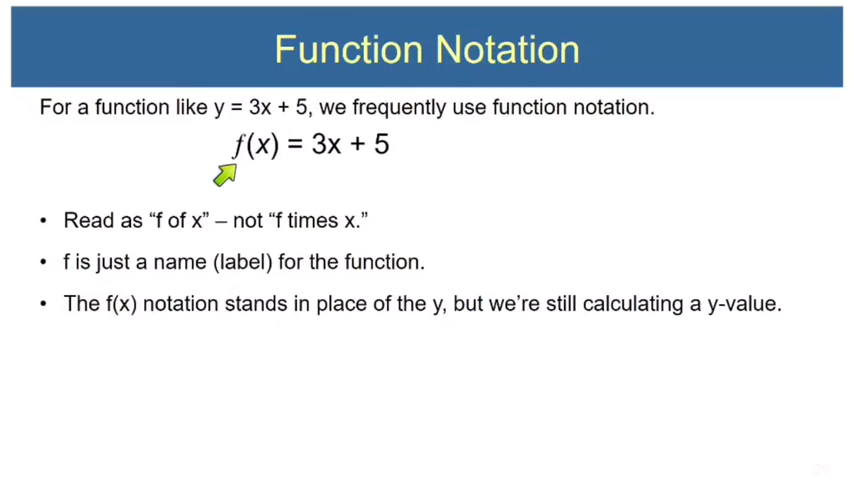 Function Notation
For a function like y = 3x + 5, we frequently use function notation.
f(x) = 3x + 5
• Read as “f of x” – not “f times x.”
• f is just a name (label) for the function.
• The f(x) notation stands in place of the y, but we’re still calculating a y-value.